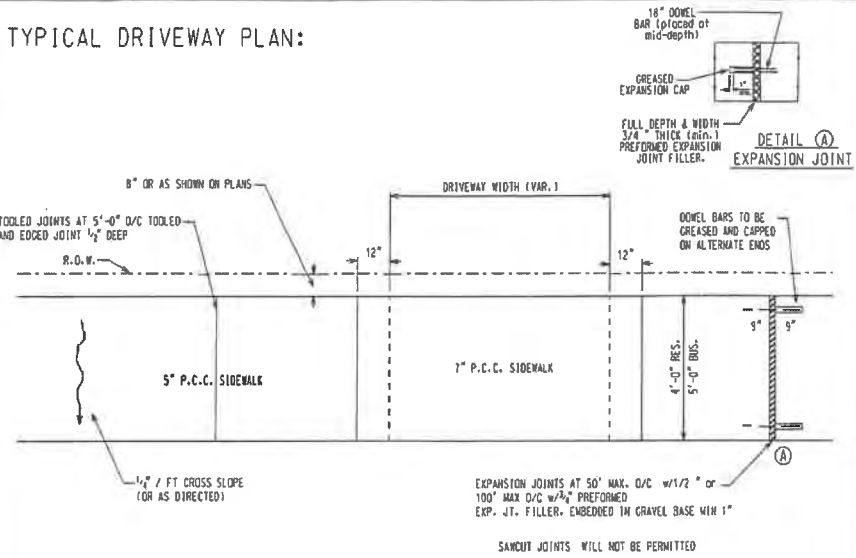 TYPICAL DRIVEWAY PLAN:
18" DOWEL
BAR (placed at
mid-depth)
GREASED
EXPANSION CAP
1"
FULL DEPTH & WIDTH
3/4 " THICK (min.)
PREFORMED EXPANSION
JOINT FILLER.
DETAIL A
EXPANSION JOINT
8" OR AS SHOWN ON PLANS
DRIVEWAY WIDTH (VAR.)
TOOLED JOINTS AT 5'-0" O/C TOOLED
AND EDGED JOINT 1/2" DEEP
DOWEL BARS TO BE
GREASED AND CAPPED
ON ALTERNATE ENDS
R.O.W.
12"
12"
9"
9"
5" P.C.C. SIDEWALK
7" P.C.C. SIDEWALK
4'-0" RES.
5'-0" BUS.
A
1/4" / FT CROSS SLOPE
(OR AS DIRECTED)
EXPANSION JOINTS AT 50' MAX. O/C w/1/2 " or
100' MAX O/C w/3/4" PREFORMED
EXP. JT. FILLER. EMBEDDED IN GRAVEL BASE MIN 1"
SAWCUT JOINTS WILL NOT BE PERMITTED